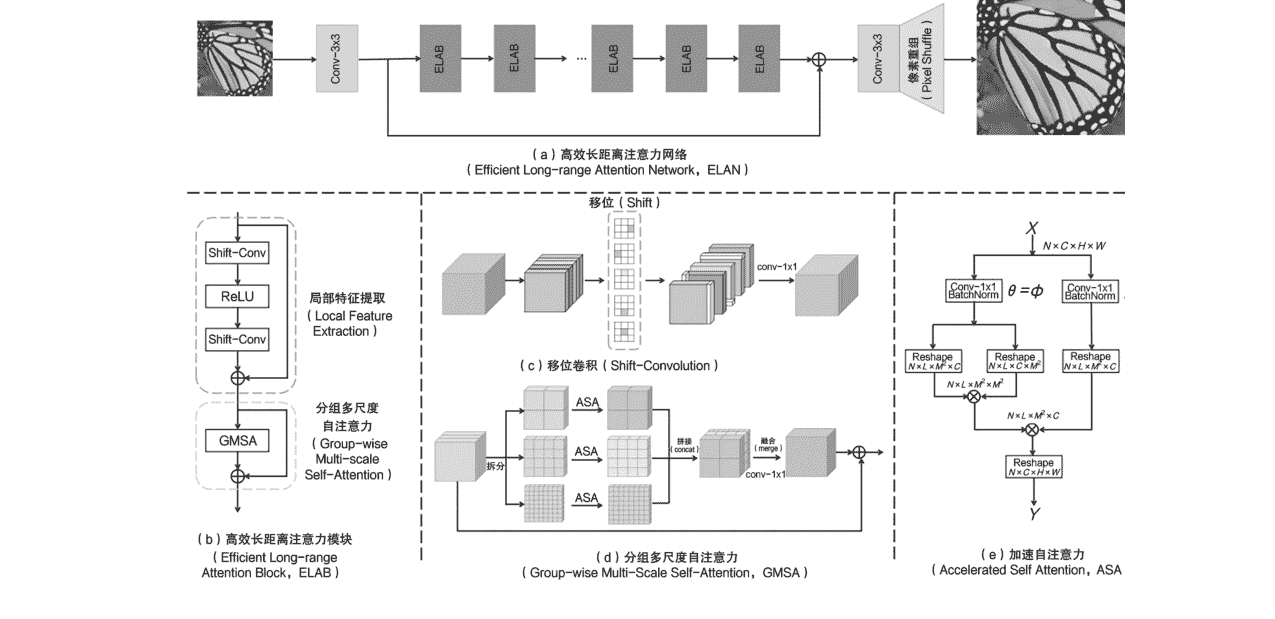 Conv-3x3
ELAB
ELAB
...
ELAB
ELAB
ELAB
Conv-3x3
像素重组
(Pixel Shuffle)
(a)高效长距离注意力网络
(Efficient Long-range Attention Network, ELAN)
Shift-Conv
ReLU
Shift-Conv
局部特征提取
(Local Feature
Extraction)
GMSA
分组多尺度
自注意力
(Group-wise
Multi-scale
Self-Attention)
(b)高效长距离注意力模块
(Efficient Long-range
Attention Block, ELAB)
移位(Shift)
conv-1x1
(c)移位卷积(Shift-Convolution)
拆分
ASA
ASA
ASA
拼接
(concat)
融合
(merge)
conv-1x1
(d)分组多尺度自注意力
(Group-wise Multi-Scale Self-Attention, GMSA)
X
N×C×H×W
Conv-1x1
BatchNorm
θ=ϕ
Conv-1x1
BatchNorm
Reshape
N×L×M²×C
Reshape
N×L×C×M²
Reshape
N×L×M²×C
N×L×M²×M²
N×L×M²×C
Reshape
N×C×H×W
Y
(e)加速自注意力
(Accelerated Self Attention, ASA